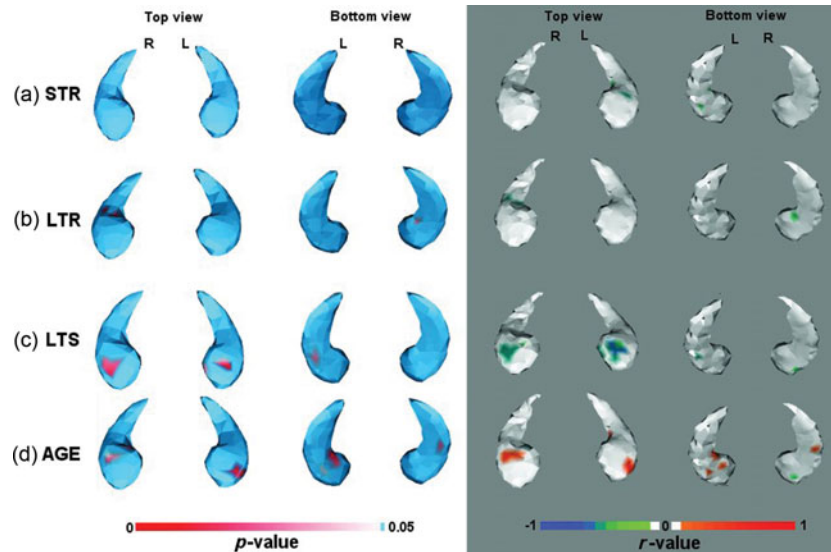 Top view Bottom view Top view Bottom view
R L L R R L L R
(a) STR
(b) LTR
(c) LTS
(d) AGE
0 0.05 -1 0 1
p-value r-value